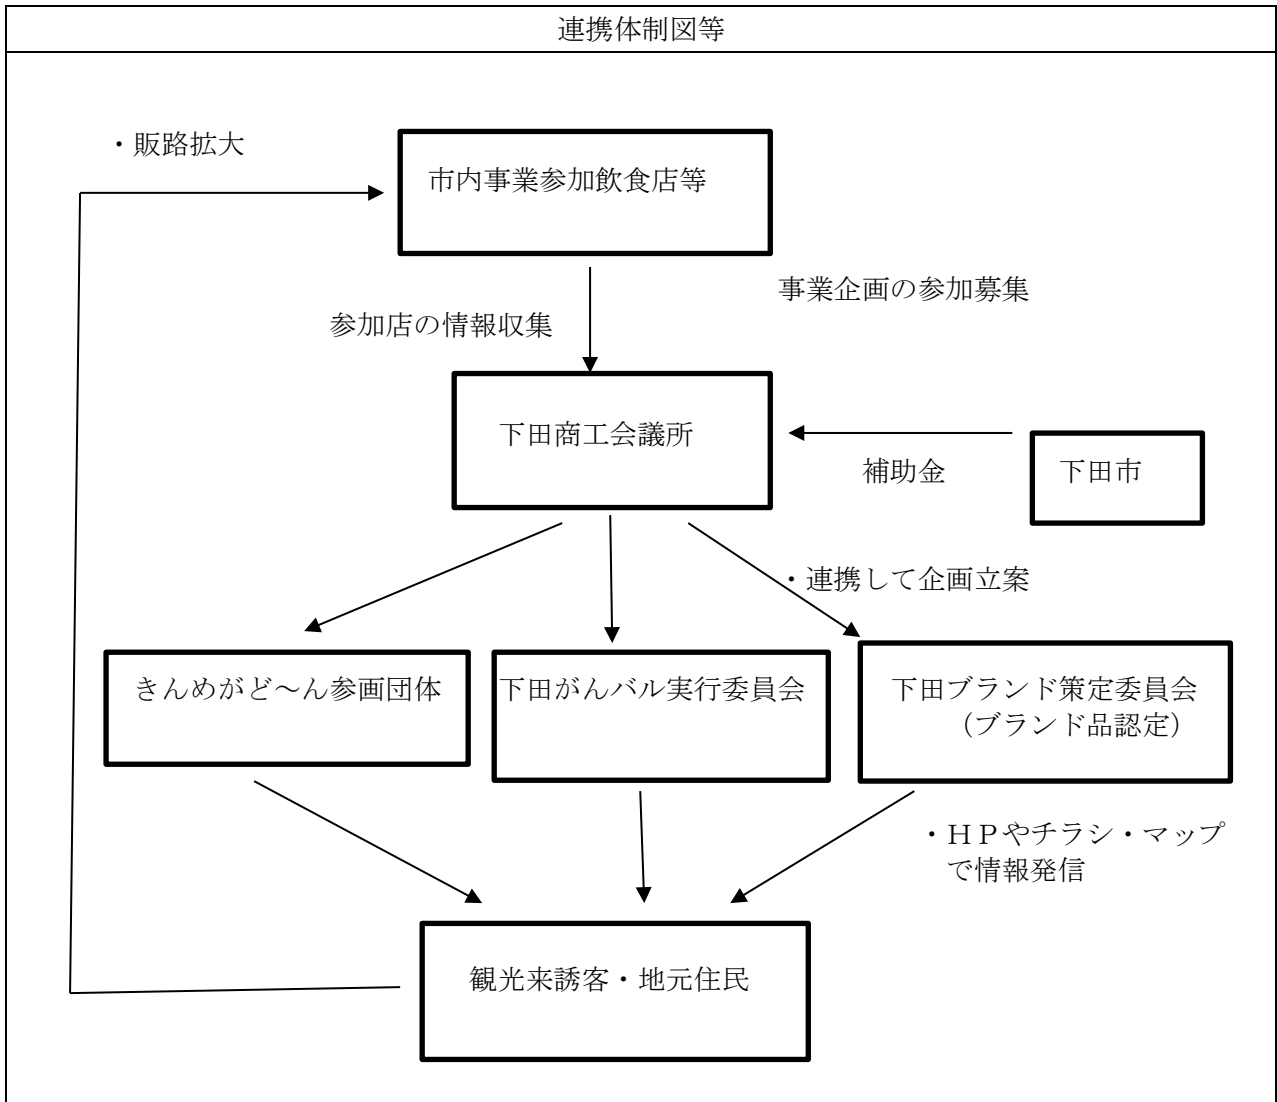 連携体制図等
・販路拡大
市内事業参加飲食店等
事業企画の参加募集
参加店の情報収集
下田商工会議所
補助金
下田市
・連携して企画立案
きんめがど～ん参画団体
下田がんバル実行委員会
下田ブランド策定委員会
（ブランド品認定）
・ＨＰやチラシ・マップ
で情報発信
観光来誘客・地元住民